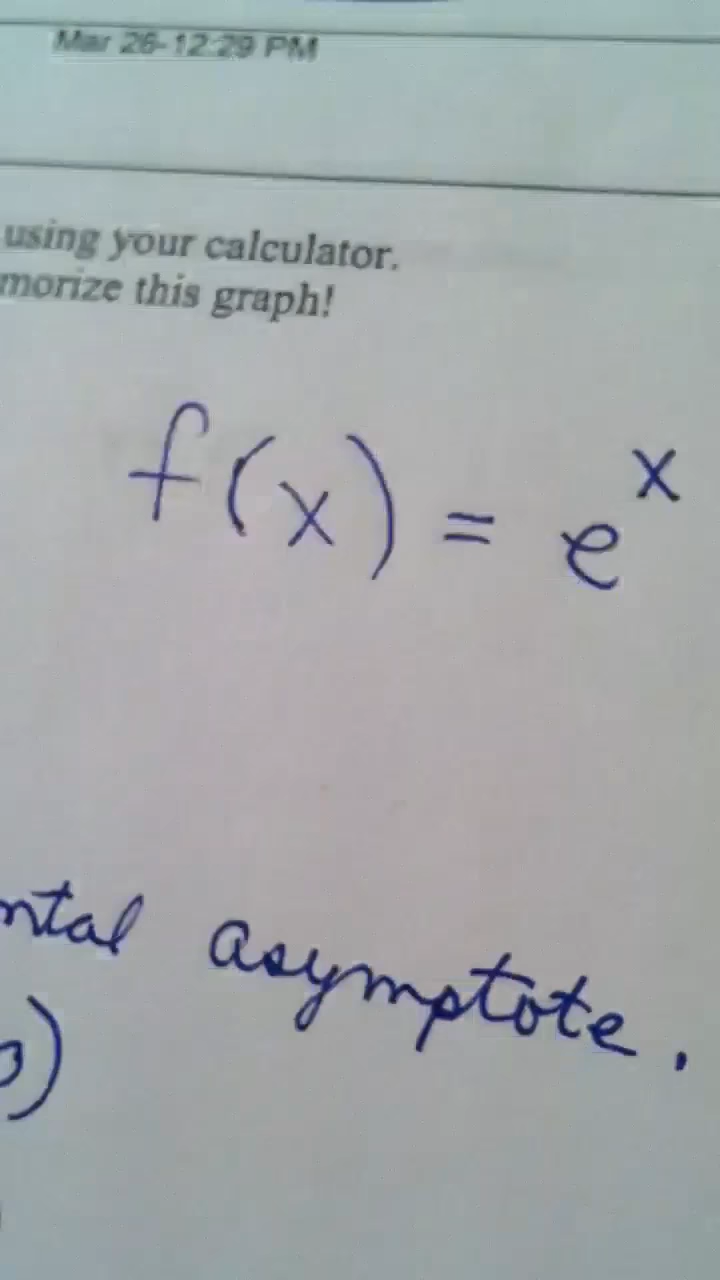 Mar 26-12:29 PM
using your calculator.
morize this graph!
f(x) = e^x
ntal asymptote.
)